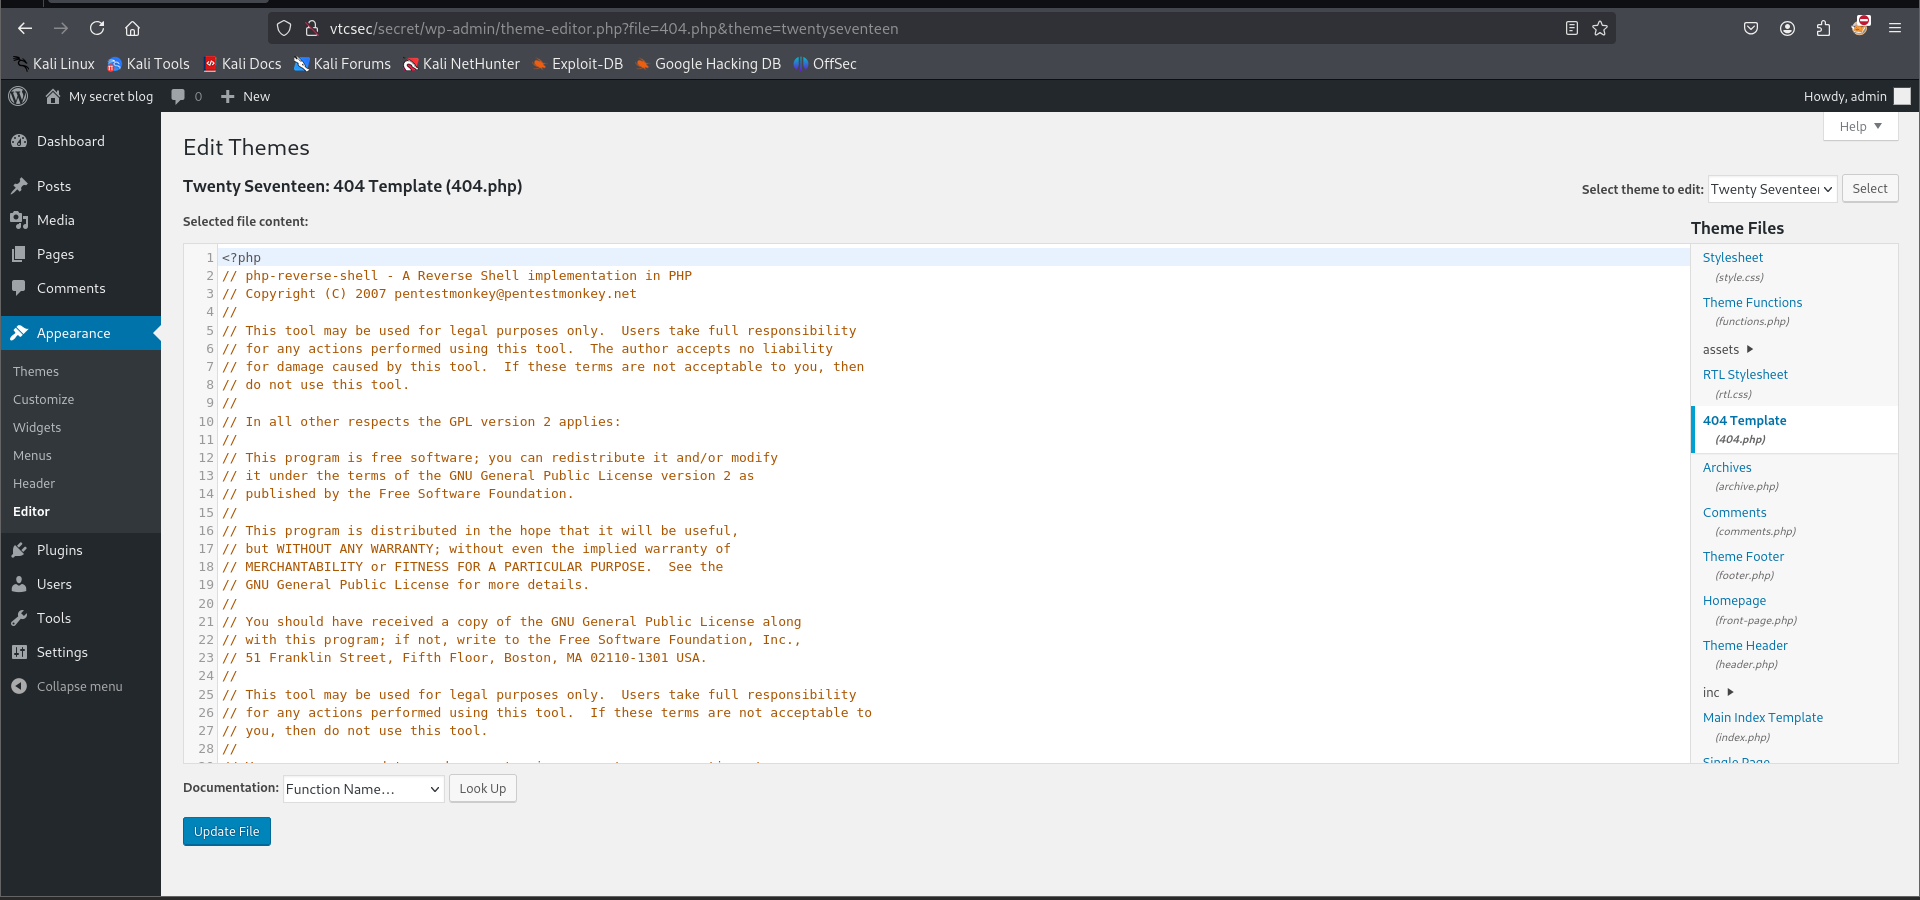 vtcsec/secret/wp-admin/theme-editor.php?file=404.php&theme=twentyseventeen
Kali Linux Kali Tools Kali Docs Kali Forums Kali NetHunter Exploit-DB Google Hacking DB OffSec
My secret blog 0 New Howdy, admin
Help
Dashboard
Posts
Media
Pages
Comments
Appearance
Themes
Customize
Widgets
Menus
Header
Editor
Plugins
Users
Tools
Settings
Collapse menu
Edit Themes
Twenty Seventeen: 404 Template (404.php)
Select theme to edit: Twenty Seventeen Select
Selected file content:
1 <?php
2 // php-reverse-shell - A Reverse Shell implementation in PHP
3 // Copyright (C) 2007 pentestmonkey@pentestmonkey.net
4 //
5 // This tool may be used for legal purposes only.  Users take full responsibility
6 // for any actions performed using this tool.  The author accepts no liability
7 // for damage caused by this tool.  If these terms are not acceptable to you, then
8 // do not use this tool.
9 //
10 // In all other respects the GPL version 2 applies:
11 //
12 // This program is free software; you can redistribute it and/or modify
13 // it under the terms of the GNU General Public License version 2 as
14 // published by the Free Software Foundation.
15 //
16 // This program is distributed in the hope that it will be useful,
17 // but WITHOUT ANY WARRANTY; without even the implied warranty of
18 // MERCHANTABILITY or FITNESS FOR A PARTICULAR PURPOSE.  See the
19 // GNU General Public License for more details.
20 //
21 // You should have received a copy of the GNU General Public License along
22 // with this program; if not, write to the Free Software Foundation, Inc.,
23 // 51 Franklin Street, Fifth Floor, Boston, MA 02110-1301 USA.
24 //
25 // This tool may be used for legal purposes only.  Users take full responsibility
26 // for any actions performed using this tool.  If these terms are not acceptable to
27 // you, then do not use this tool.
28 //
Theme Files
Stylesheet
(style.css)
Theme Functions
(functions.php)
assets
RTL Stylesheet
(rtl.css)
404 Template
(404.php)
Archives
(archive.php)
Comments
(comments.php)
Theme Footer
(footer.php)
Homepage
(front-page.php)
Theme Header
(header.php)
inc
Main Index Template
(index.php)
Single Page
Documentation: Function Name... Look Up
Update File